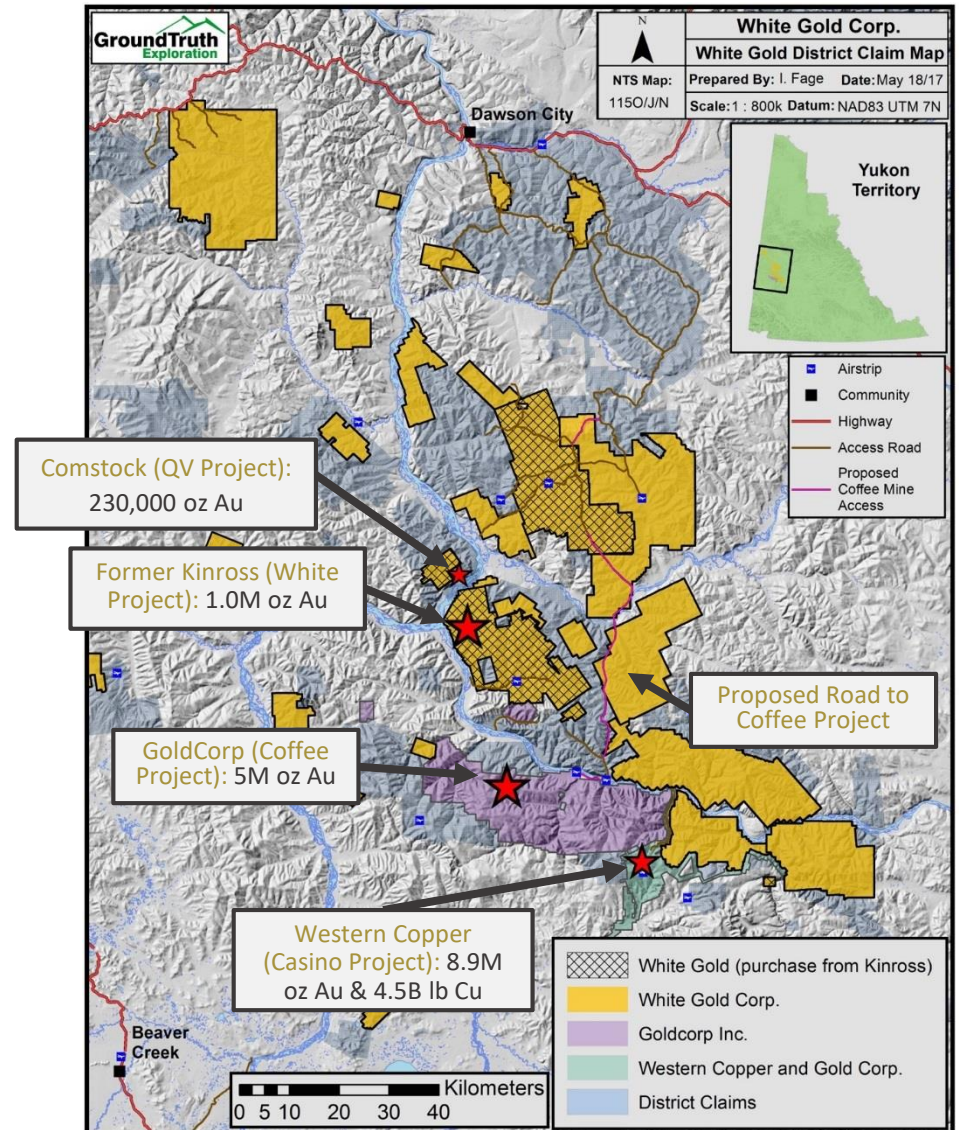 GroundTruth
Exploration
N
NTS Map:
115O/J/N
White Gold Corp.
White Gold District Claim Map
Prepared By: I. Fage Date:May 18/17
Scale:1 : 800k Datum: NAD83 UTM 7N
Dawson City
Yukon
Territory
Airstrip
Community
Highway
Access Road
Proposed
Coffee Mine
Access
Comstock (QV Project):
230,000 oz Au
Former Kinross (White
Project): 1.0M oz Au
Proposed Road to
Coffee Project
GoldCorp (Coffee
Project): 5M oz Au
Western Copper
(Casino Project): 8.9M
oz Au & 4.5B lb Cu
Beaver
Creek
Kilometers
0 5 10 20 30 40
White Gold (purchase from Kinross)
White Gold Corp.
Goldcorp Inc.
Western Copper and Gold Corp.
District Claims